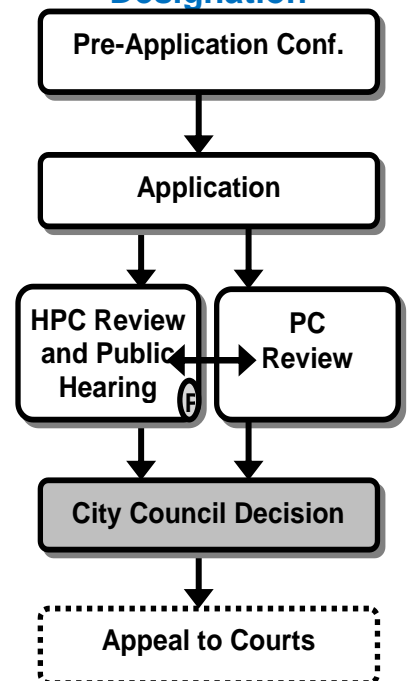 Designation
Pre-Application Conf.
Application
HPC Review
and Public
Hearing
PC
Review
City Council Decision
Appeal to Courts